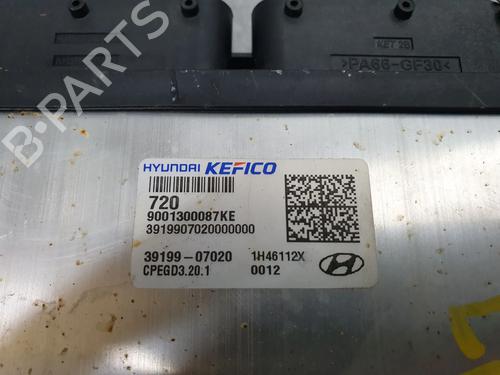 KET 2B
>PA66-GF30<
B-PARTS
HYUNDAI KEFICO
720
9001300087KE
3919907020000000
39199-07020 1H46112X
CPEGD3.20.1 0012